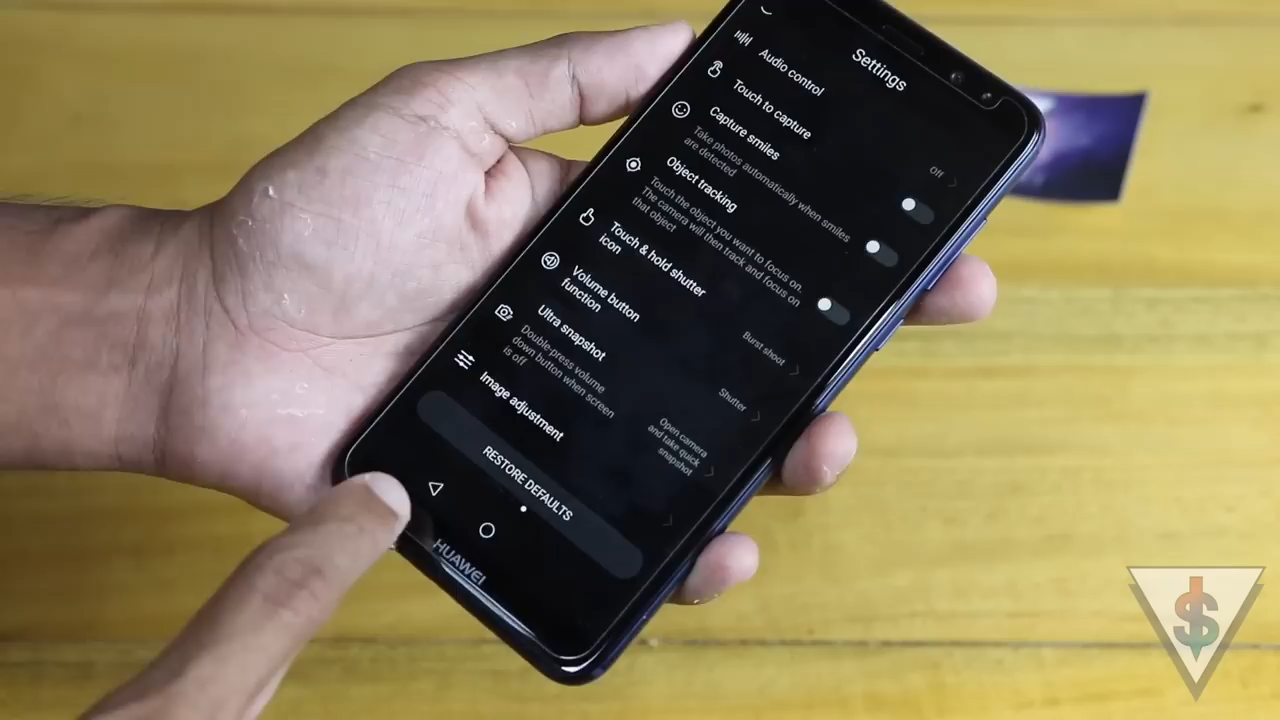 Settings
Audio control
Touch to capture
Off
Capture smiles
Take photos automatically when smiles
are detected
Object tracking
Touch the object you want to focus on.
The camera will then track and focus on
that object
Touch & hold shutter
icon
Burst shoot
Volume button
function
Shutter
Ultra snapshot
Double-press volume
down button when screen
is off
Open camera
and take quick
snapshot
Image adjustment
RESTORE DEFAULTS
HUAWEI
$